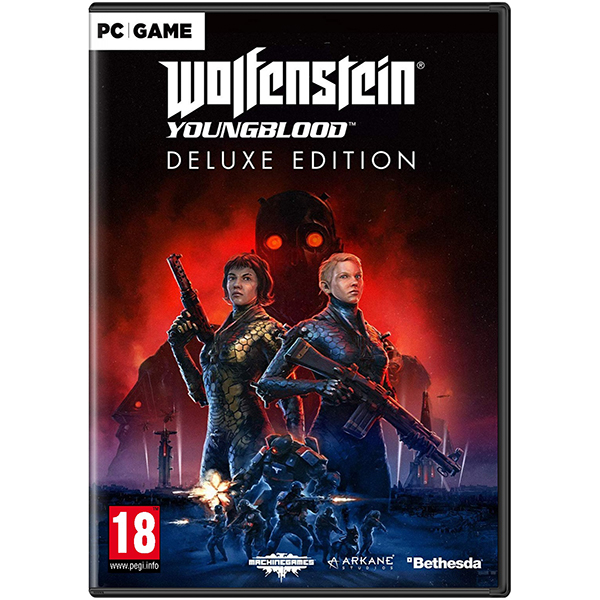 PC GAME
Wolfenstein®
YOUNGBLOOD™
DELUXE EDITION
18
www.pegi.info
MACHINEGAMES
ARKANE
STUDIOS
Bethesda